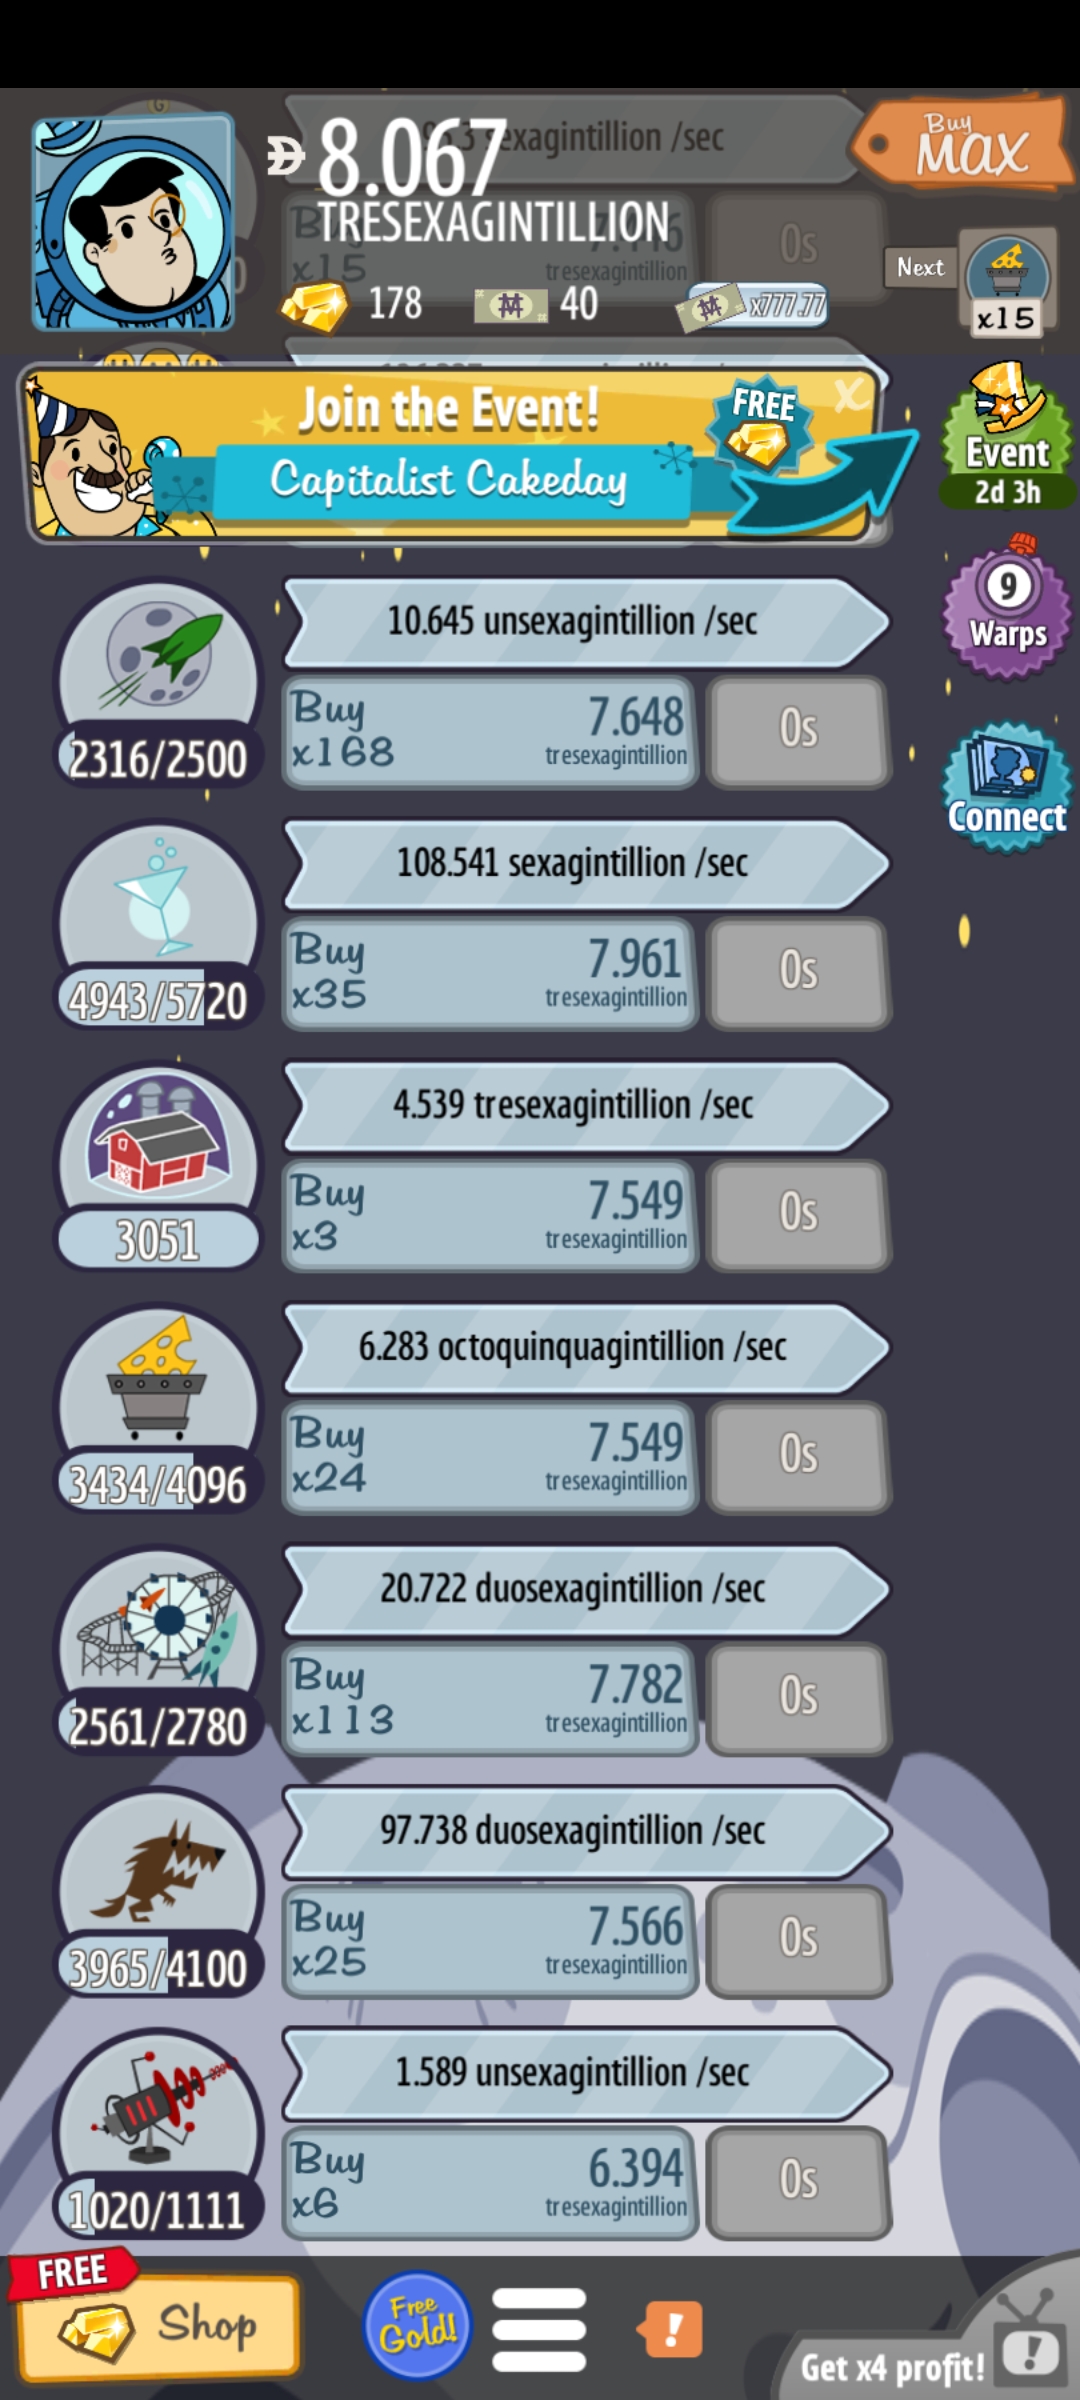 963 sexagintillion /sec
8.067
TRESEXAGINTILLION
Buy
MAX
Buy
x15
7.116
tresexagintillion
0s
178
40
x777.77
Next
x15
Join the Event!
FREE
X
Capitalist Cakeday
Event
2d 3h
10.645 unsexagintillion /sec
9
Warps
2316/2500
Buy
x168
7.648
tresexagintillion
0s
Connect
108.541 sexagintillion /sec
4943/5720
Buy
x35
7.961
tresexagintillion
0s
4.539 tresexagintillion /sec
3051
Buy
x3
7.549
tresexagintillion
0s
6.283 octoquinquagintillion /sec
3434/4096
Buy
x24
7.549
tresexagintillion
0s
20.722 duosexagintillion /sec
2561/2780
Buy
x113
7.782
tresexagintillion
0s
97.738 duosexagintillion /sec
3965/4100
Buy
x25
7.566
tresexagintillion
0s
1.589 unsexagintillion /sec
1020/1111
Buy
x6
6.394
tresexagintillion
0s
FREE
Shop
Free
Gold!
!
Get x4 profit!
!